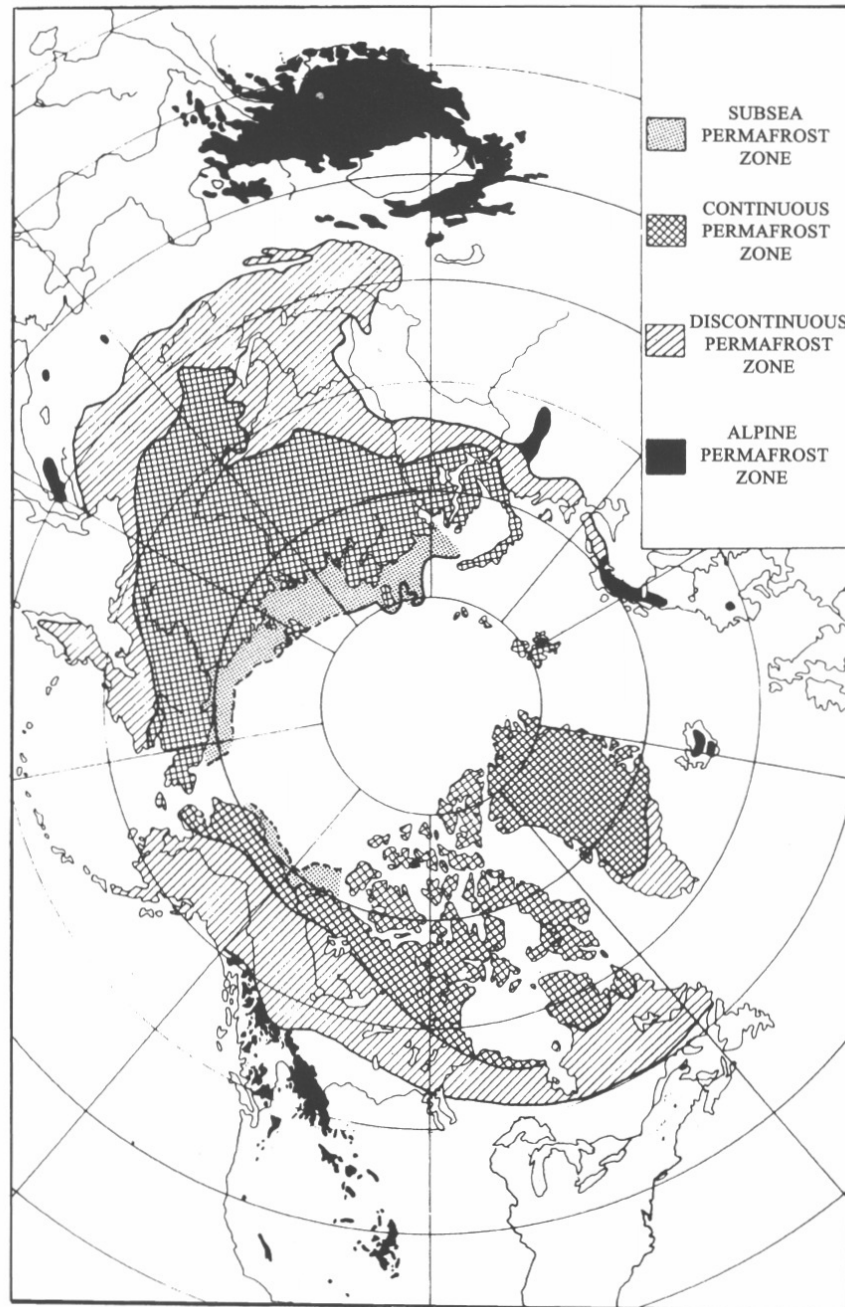 SUBSEA
PERMAFROST
ZONE
CONTINUOUS
PERMAFROST
ZONE
DISCONTINUOUS
PERMAFROST
ZONE
ALPINE
PERMAFROST
ZONE